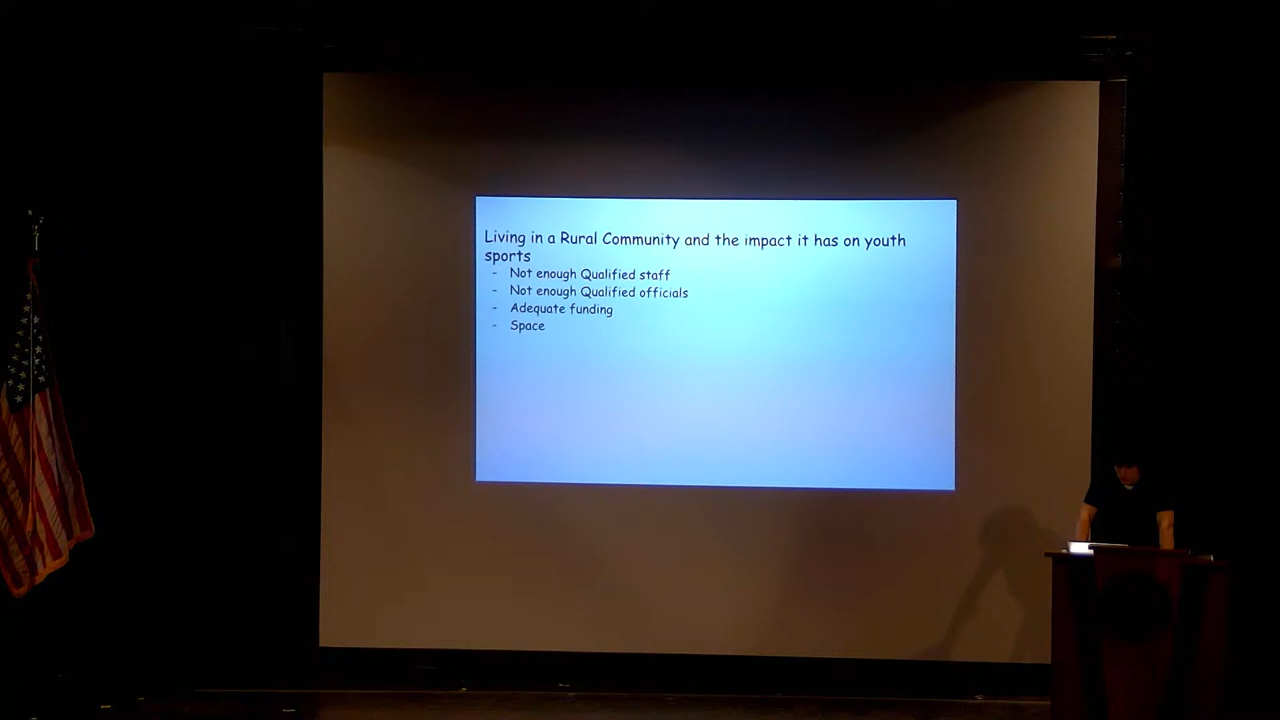 Living in a Rural Community and the impact it has on youth
sports
- Not enough Qualified staff
- Not enough Qualified officials
- Adequate funding
- Space